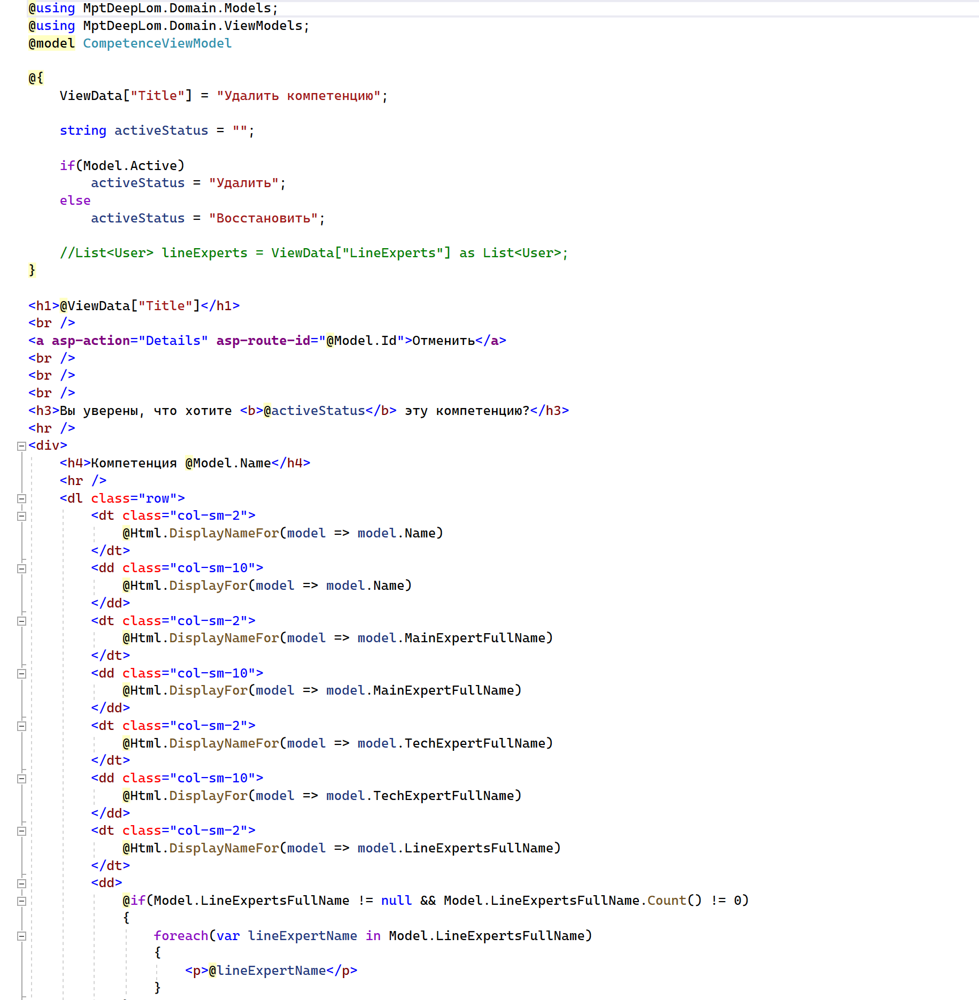 @using MptDeepLom.Domain.Models;
@using MptDeepLom.Domain.ViewModels;
@model CompetenceViewModel
@{
ViewData["Title"] = "Удалить компетенцию";
string activeStatus = "";
if(Model.Active)
activeStatus = "Удалить";
else
activeStatus = "Восстановить";
//List<User> lineExperts = ViewData["LineExperts"] as List<User>;
}
<h1>@ViewData["Title"]</h1>
<br />
<a asp-action="Details" asp-route-id="@Model.Id">Отменить</a>
<br />
<br />
<br />
<h3>Вы уверены, что хотите <b>@activeStatus</b> эту компетенцию?</h3>
<hr />
<div>
<h4>Компетенция @Model.Name</h4>
<hr />
<dl class="row">
<dt class="col-sm-2">
@Html.DisplayNameFor(model => model.Name)
</dt>
<dd class="col-sm-10">
@Html.DisplayFor(model => model.Name)
</dd>
<dt class="col-sm-2">
@Html.DisplayNameFor(model => model.MainExpertFullName)
</dt>
<dd class="col-sm-10">
@Html.DisplayFor(model => model.MainExpertFullName)
</dd>
<dt class="col-sm-2">
@Html.DisplayNameFor(model => model.TechExpertFullName)
</dt>
<dd class="col-sm-10">
@Html.DisplayFor(model => model.TechExpertFullName)
</dd>
<dt class="col-sm-2">
@Html.DisplayNameFor(model => model.LineExpertsFullName)
</dt>
<dd>
@if(Model.LineExpertsFullName != null && Model.LineExpertsFullName.Count() != 0)
{
foreach(var lineExpertName in Model.LineExpertsFullName)
{
<p>@lineExpertName</p>
}